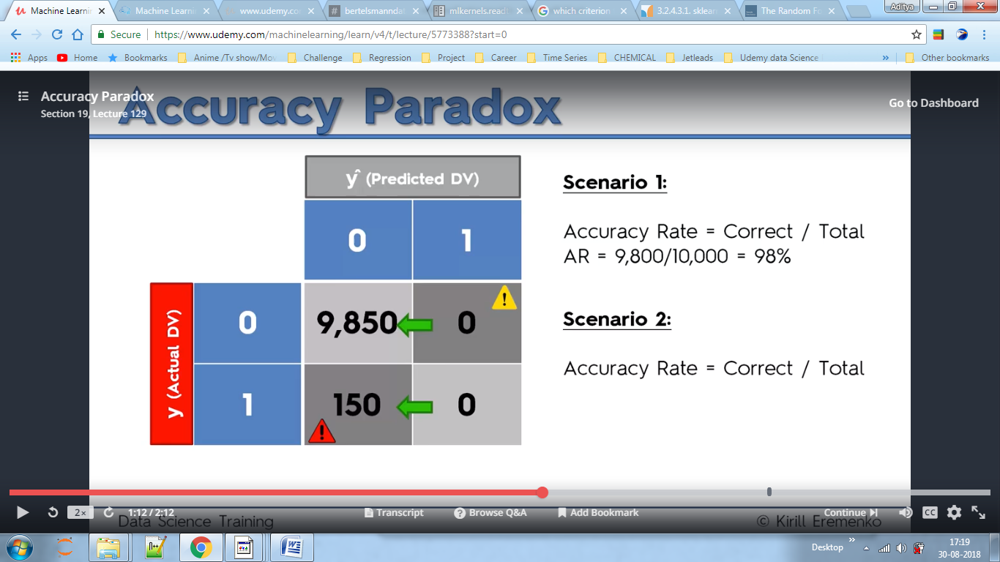 Machine Learnin
Machine Learni
www.udemy.co
bertelsmannda
mlkernels.read
which criterion
3.2.4.3.1. sklear
The Random Fo
Aditya
Secure https://www.udemy.com/machinelearning/learn/v4/t/lecture/5773388?start=0
Apps Home Bookmarks Anime /Tv show/Mov Challenge Regression Project Career Time Series CHEMICAL Jetleads Udemy data Science » Other bookmarks
Accuracy Paradox
Accuracy Paradox
Section 19, Lecture 129
Go to Dashboard
ŷ (Predicted DV)
0 1
y (Actual DV)
0 9,850 0
1 150 0
Scenario 1:
Accuracy Rate = Correct / Total
AR = 9,800/10,000 = 98%
Scenario 2:
Accuracy Rate = Correct / Total
2× 1:12 / 2:12 Transcript Browse Q&A Add Bookmark Continue CC
Data Science Training
© Kirill Eremenko
N++
Desktop »
17:19
30-08-2018